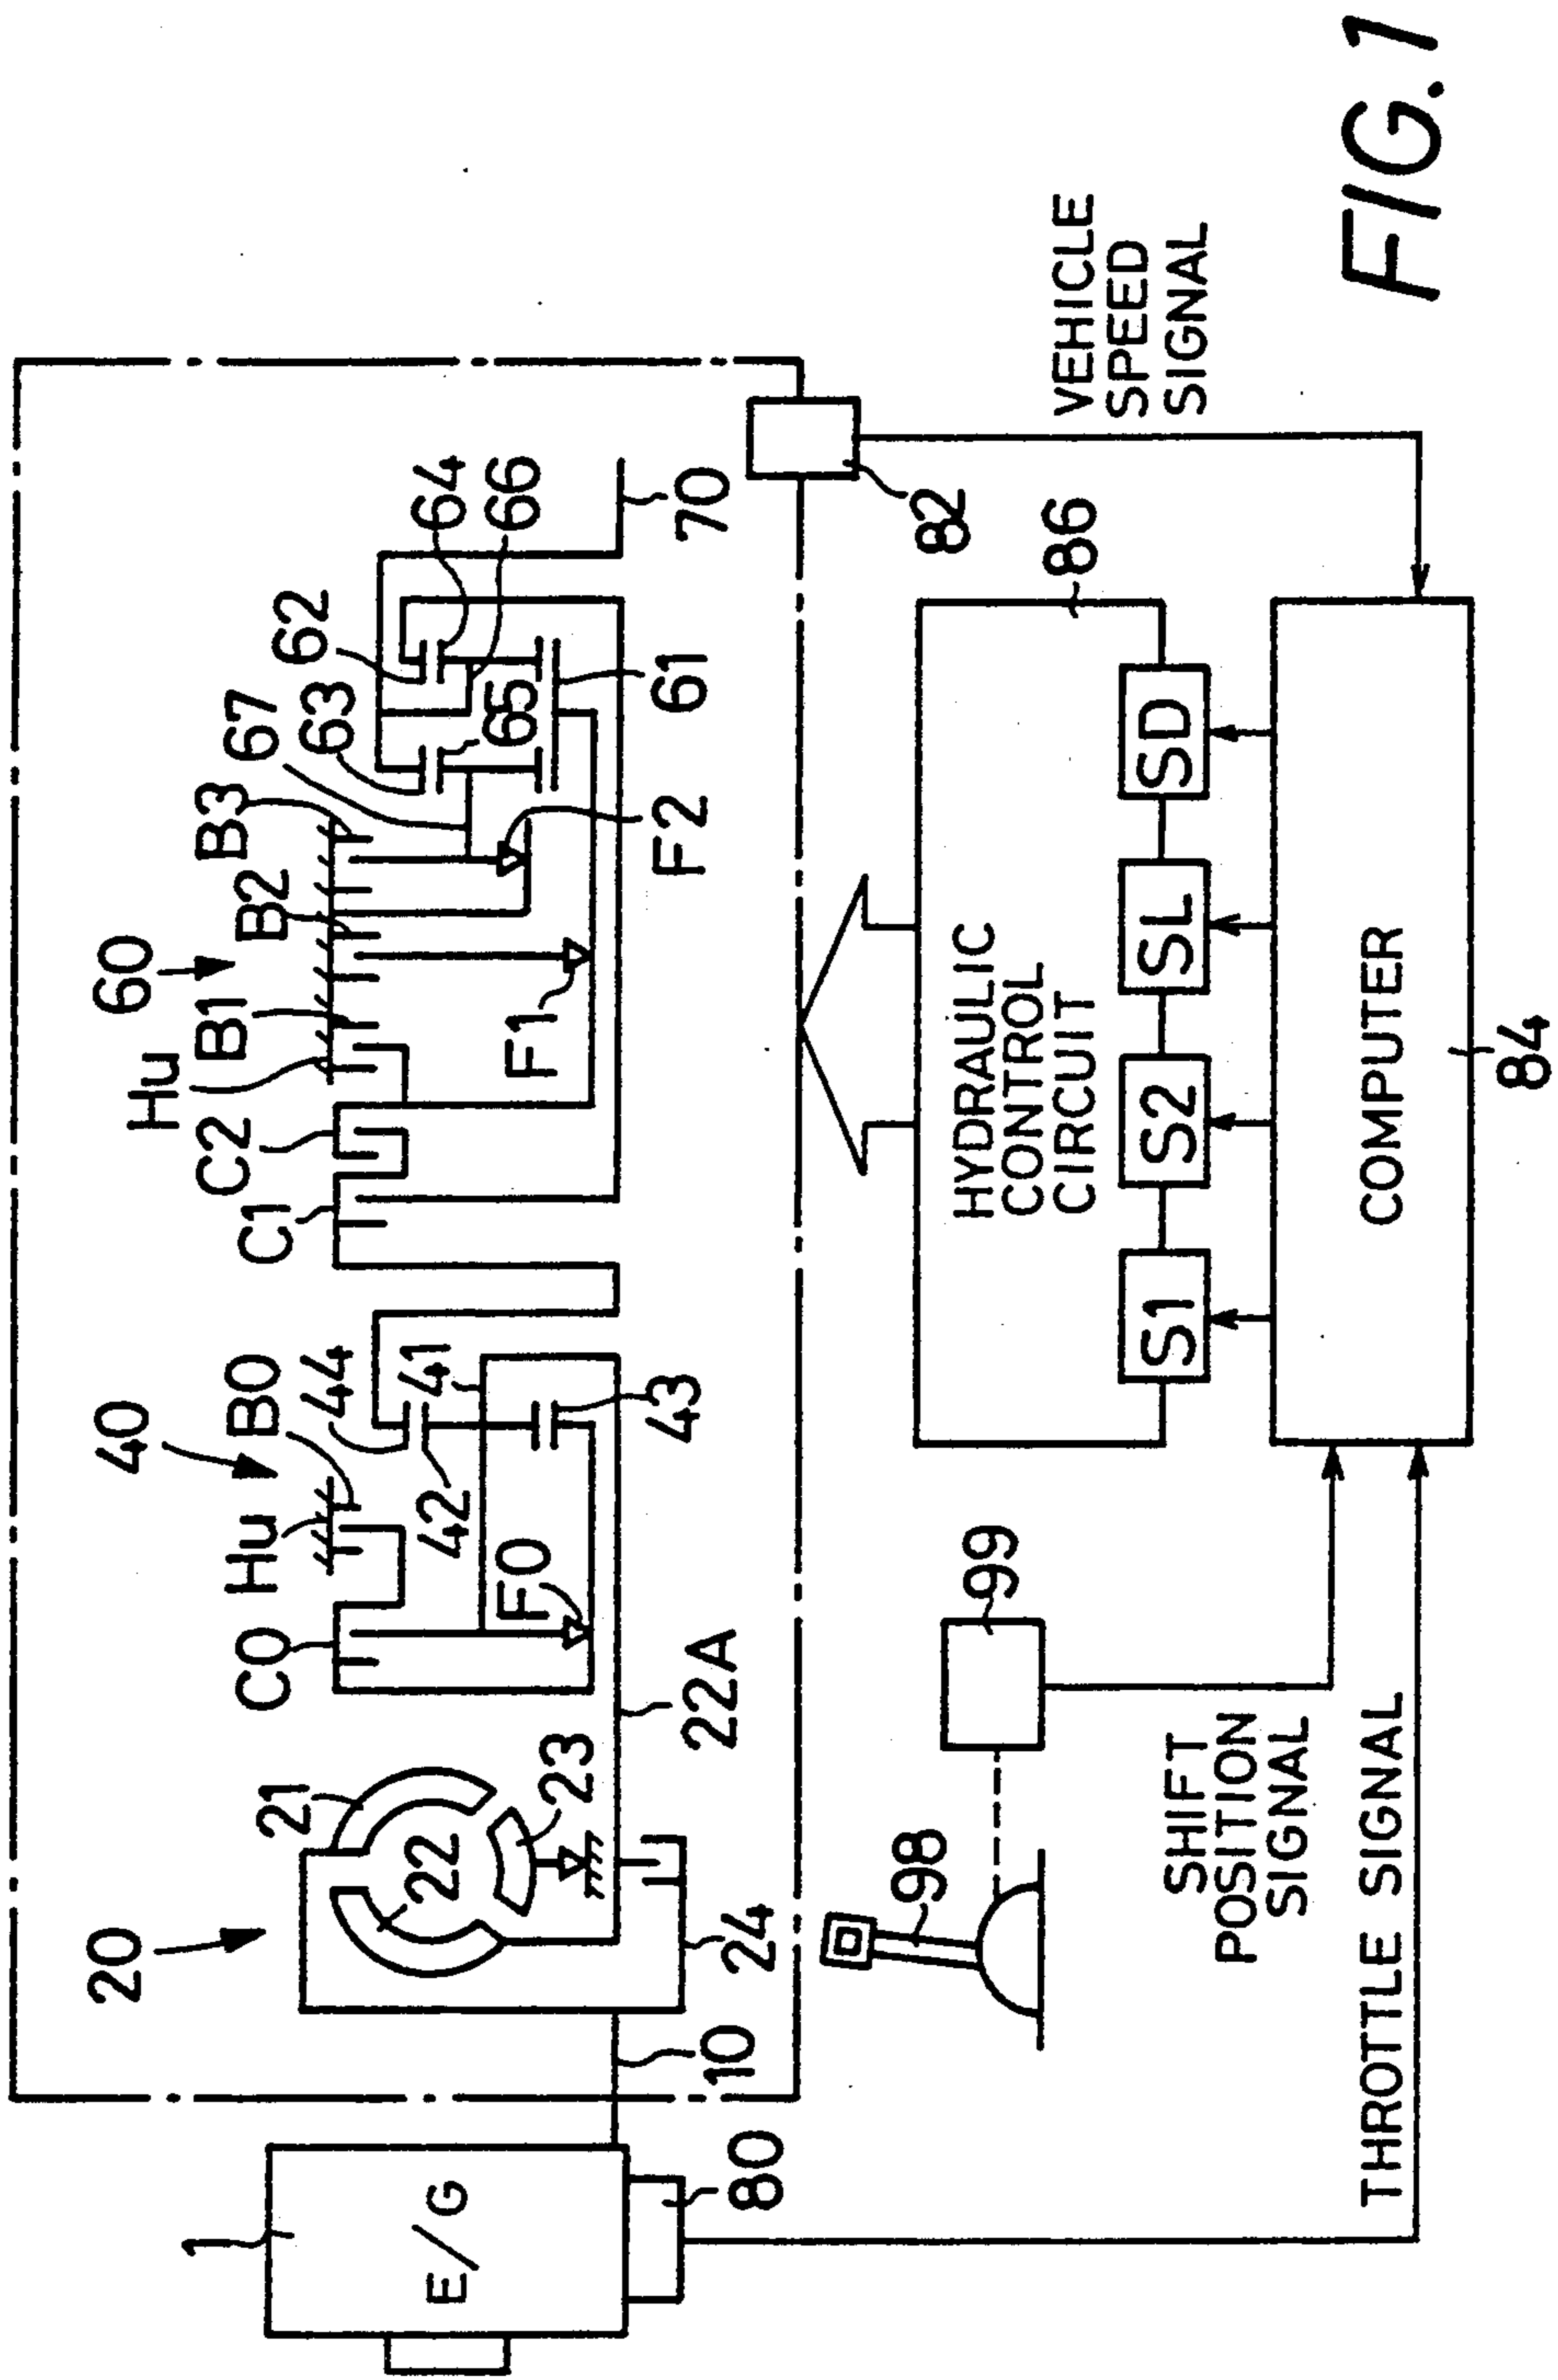 1
E/G
80
10
20
21
22
23
24
22A
40
C0
Hu
B0
44
42
41
43
F0
60
C1
C2
Hu
B1
B2
B3
67
63
62
64
66
65
61
F1
F2
70
82
98
99
SHIFT
POSITION
SIGNAL
THROTTLE SIGNAL
HYDRAULIC
CONTROL
CIRCUIT
86
S1
S2
SL
SD
COMPUTER
84
VEHICLE
SPEED
SIGNAL
FIG. 1